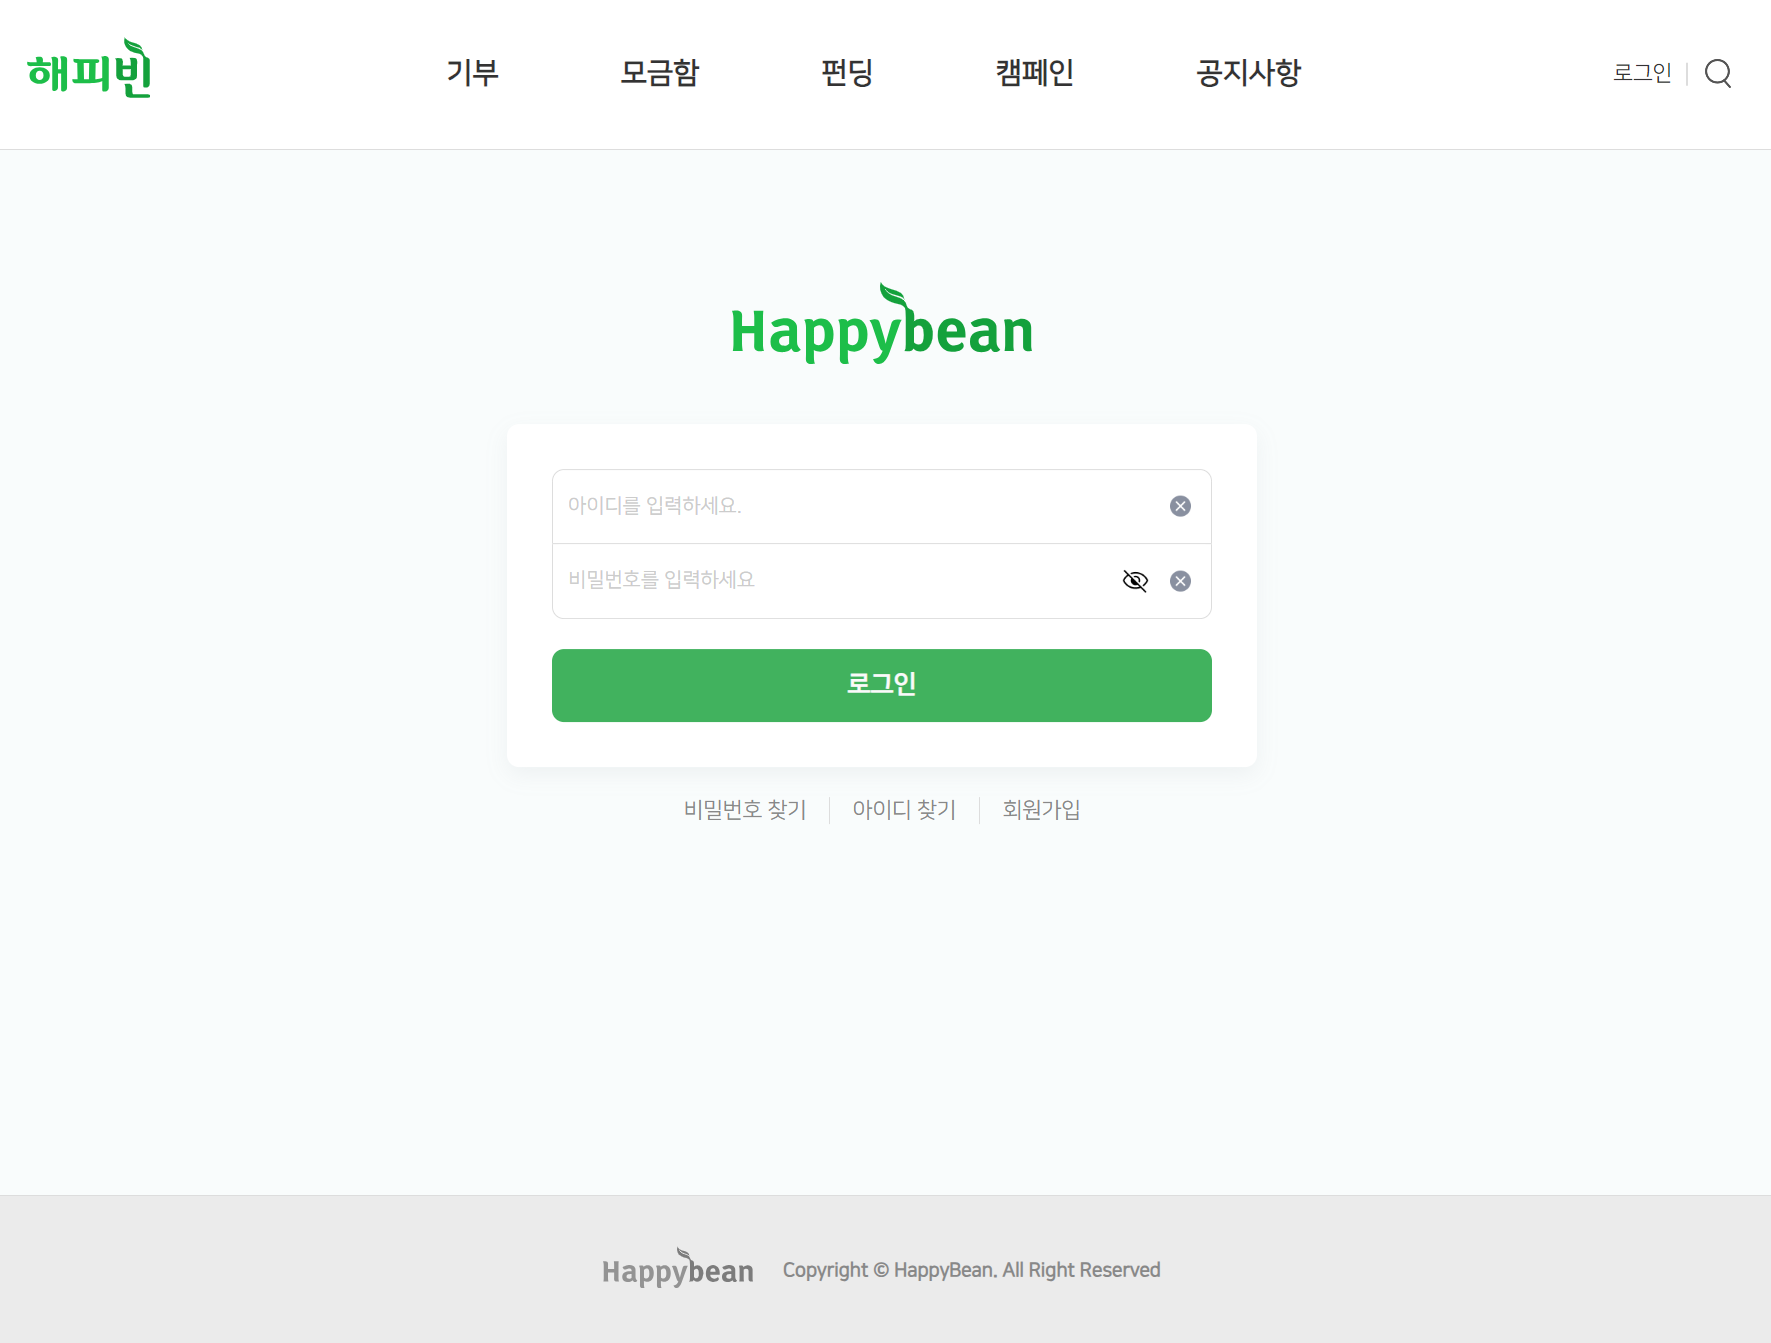 해피빈
기부 모금함 펀딩 캠페인 공지사항
로그인
Happybean
아이디를 입력하세요.
비밀번호를 입력하세요
로그인
비밀번호 찾기 아이디 찾기 회원가입
Happybean Copyright © HappyBean. All Right Reserved